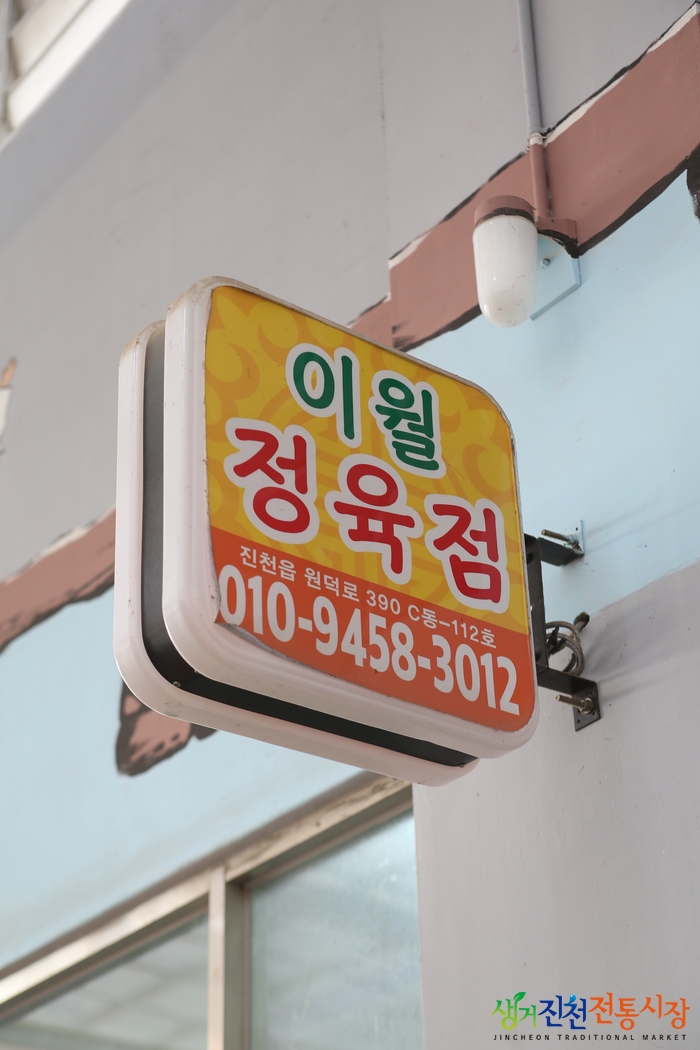 이월
정육점
진천읍 원덕로 390 C동-112호
010-9458-3012
생거진천전통시장
JINCHEON TRADITIONAL MARKET